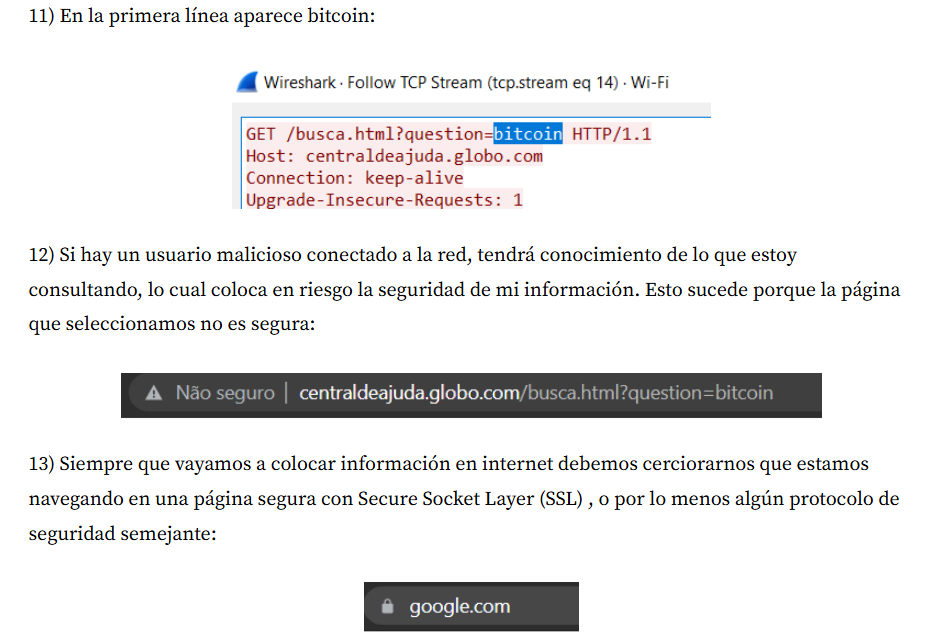 11) En la primera línea aparece bitcoin:
Wireshark · Follow TCP Stream (tcp.stream eq 14) · Wi-Fi
GET /busca.html?question=bitcoin HTTP/1.1
Host: centraldeajuda.globo.com
Connection: keep-alive
Upgrade-Insecure-Requests: 1
12) Si hay un usuario malicioso conectado a la red, tendrá conocimiento de lo que estoy
consultando, lo cual coloca en riesgo la seguridad de mi información. Esto sucede porque la página
que seleccionamos no es segura:
Não seguro | centraldeajuda.globo.com/busca.html?question=bitcoin
13) Siempre que vayamos a colocar información en internet debemos cerciorarnos que estamos
navegando en una página segura con Secure Socket Layer (SSL) , o por lo menos algún protocolo de
seguridad semejante:
google.com